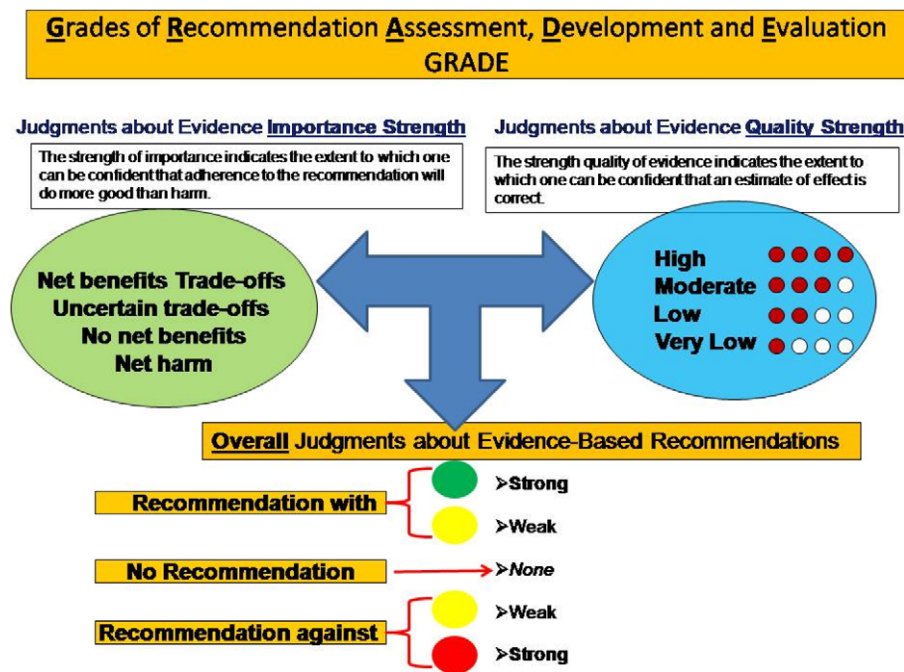 Grades of Recommendation Assessment, Development and Evaluation
GRADE
Judgments about Evidence Importance Strength
The strength of importance indicates the extent to which one
can be confident that adherence to the recommendation will
do more good than harm.
Judgments about Evidence Quality Strength
The strength quality of evidence indicates the extent to
which one can be confident that an estimate of effect is
correct.
Net benefits Trade-offs
Uncertain trade-offs
No net benefits
Net harm
High
Moderate
Low
Very Low
Overall Judgments about Evidence-Based Recommendations
Recommendation with
➢Strong
➢Weak
No Recommendation
➢None
Recommendation against
➢Weak
➢Strong